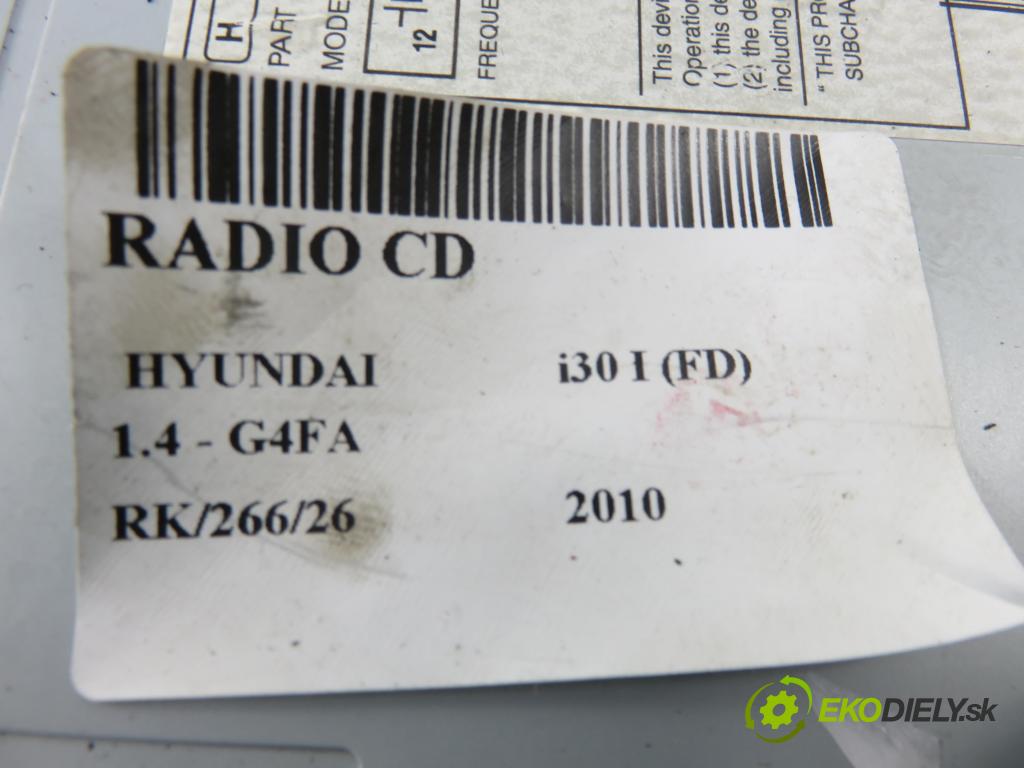 H
PART
MODE
12
FREQUE
This devi
Operation
(1) this de
(2) the de
including
" THIS PR
SUBCHA
RADIO CD
HYUNDAI i30 I (FD)
1.4 - G4FA
RK/266/26 2010
EKODIELY.sk